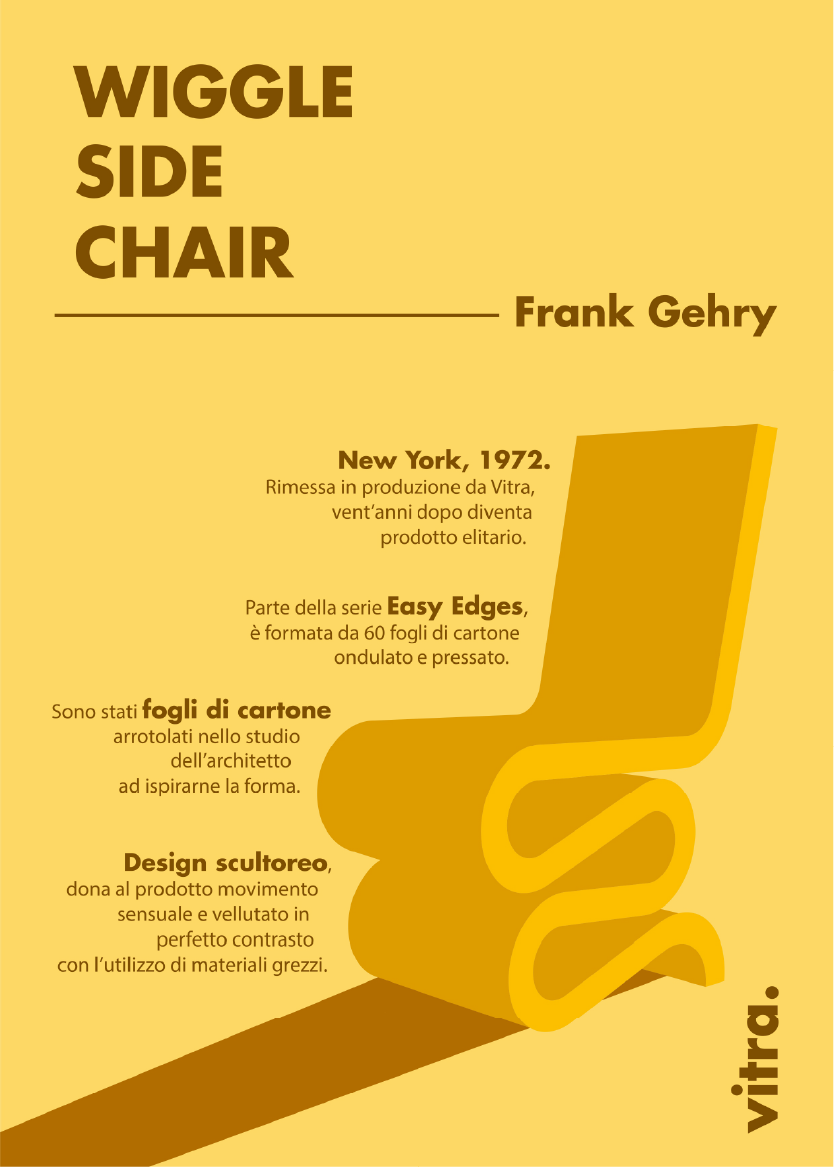 WIGGLE
SIDE
CHAIR
Frank Gehry
New York, 1972.
Rimessa in produzione da Vitra,
vent'anni dopo diventa
prodotto elitario.
Parte della serie Easy Edges,
è formata da 60 fogli di cartone
ondulato e pressato.
Sono stati fogli di cartone
arrotolati nello studio
dell'architetto
ad ispirarne la forma.
Design scultoreo,
dona al prodotto movimento
sensuale e vellutato in
perfetto contrasto
con l'utilizzo di materiali grezzi.
vitra.